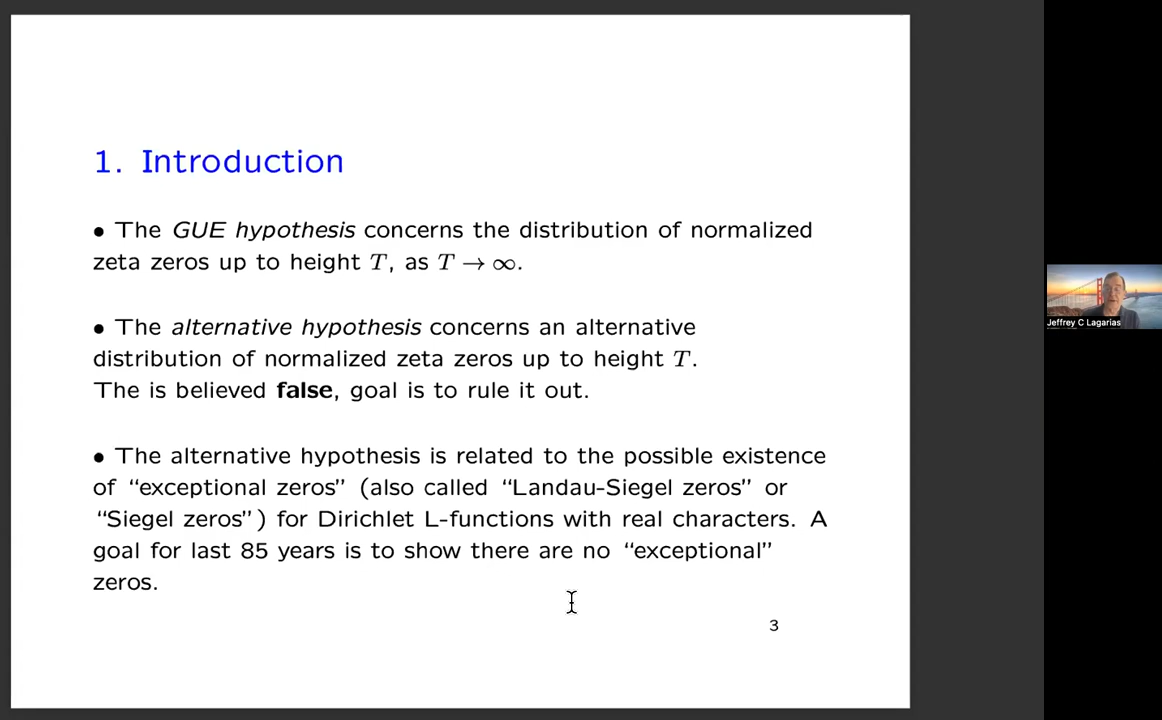 1. Introduction
• The GUE hypothesis concerns the distribution of normalized
zeta zeros up to height T, as T → ∞.
• The alternative hypothesis concerns an alternative
distribution of normalized zeta zeros up to height T.
The is believed false, goal is to rule it out.
• The alternative hypothesis is related to the possible existence
of “exceptional zeros” (also called “Landau-Siegel zeros” or
“Siegel zeros”) for Dirichlet L-functions with real characters. A
goal for last 85 years is to show there are no “exceptional”
zeros.
3
Jeffrey C Lagarias